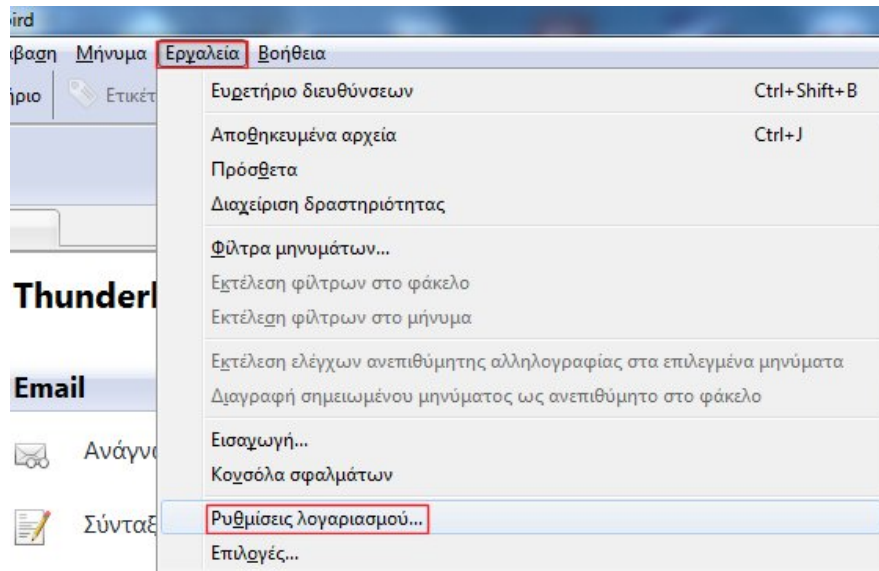 ird
βαση Μήνυμα Εργαλεία Βοήθεια
ήριο Ετικέτ
Ευρετήριο διευθύνσεων Ctrl+Shift+B
Αποθηκευμένα αρχεία Ctrl+J
Πρόσθετα
Διαχείριση δραστηριότητας
Φίλτρα μηνυμάτων...
Εκτέλεση φίλτρων στο φάκελο
Εκτέλεση φίλτρων στο μήνυμα
Thunderb
Εκτέλεση ελέγχων ανεπιθύμητης αλληλογραφίας στα επιλεγμένα μηνύματα
Διαγραφή σημειωμένου μηνύματος ως ανεπιθύμητο στο φάκελο
Email
Εισαγωγή...
Ανάγνω
Κονσόλα σφαλμάτων
Ρυθμίσεις λογαριασμού...
Σύνταξ
Επιλογές...